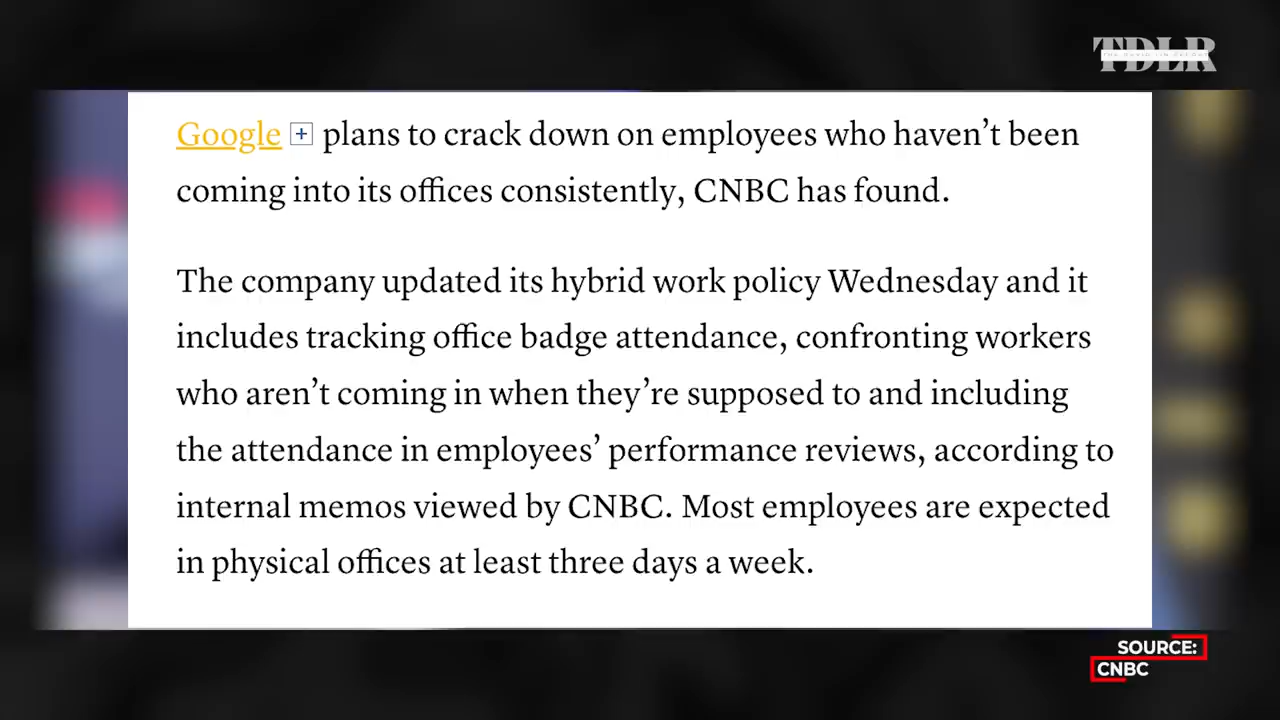 TDLR
Google + plans to crack down on employees who haven’t been
coming into its offices consistently, CNBC has found.
The company updated its hybrid work policy Wednesday and it
includes tracking office badge attendance, confronting workers
who aren’t coming in when they’re supposed to and including
the attendance in employees’ performance reviews, according to
internal memos viewed by CNBC. Most employees are expected
in physical offices at least three days a week.
SOURCE:
CNBC